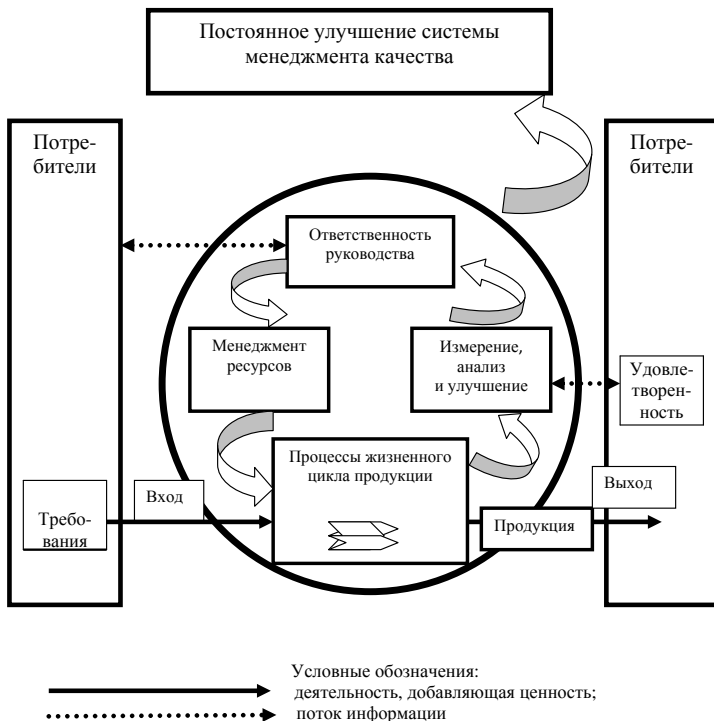 Постоянное улучшение системы
менеджмента качества
Потре-
бители
Потре-
бители
Ответственность
руководства
Менеджмент
ресурсов
Измерение,
анализ
и улучшение
Удовле-
творен-
ность
Процессы жизненного
цикла продукции
Вход
Выход
Требо-
вания
Продукция
Условные обозначения:
деятельность, добавляющая ценность;
поток информации